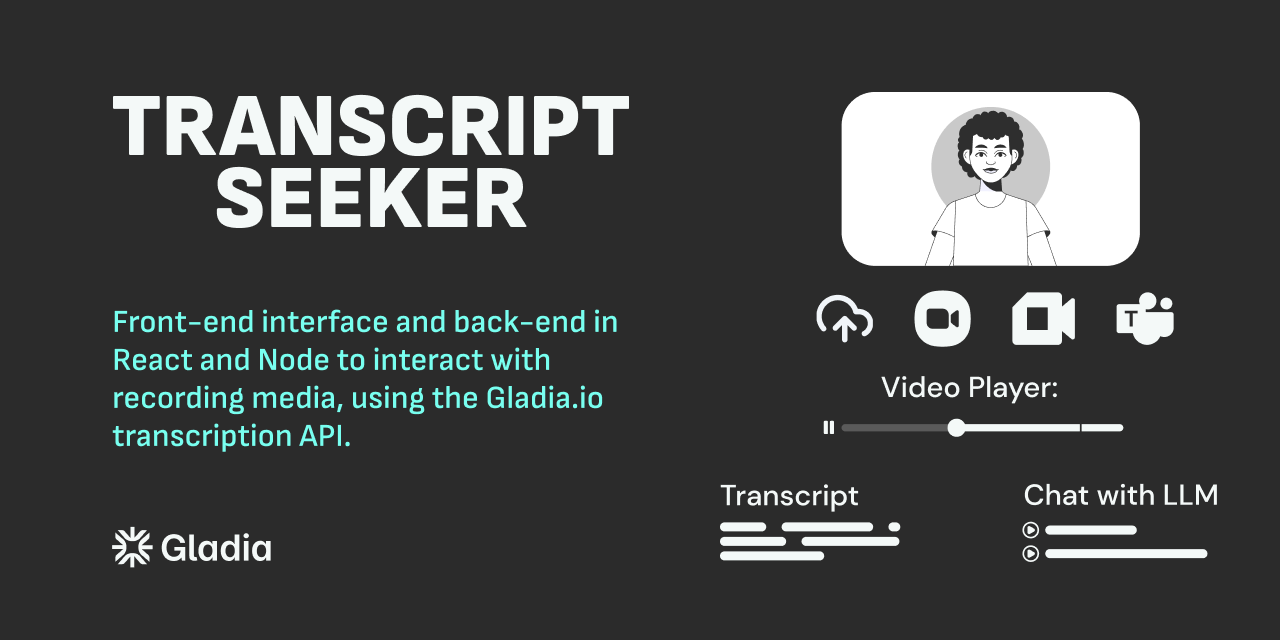 TRANSCRIPT
SEEKER
Front-end interface and back-end in
React and Node to interact with
recording media, using the Gladia.io
transcription API.
Gladia
T
Video Player:
Transcript
Chat with LLM